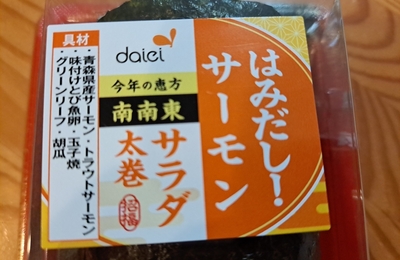 はみだし！
サーモン
daiei
今年の恵方
南南東
サラダ
太巻
招福
具材
・青森県産サーモン・トラウトサーモン
・味付けとび魚卵・玉子焼
・グリーンリーフ・胡瓜